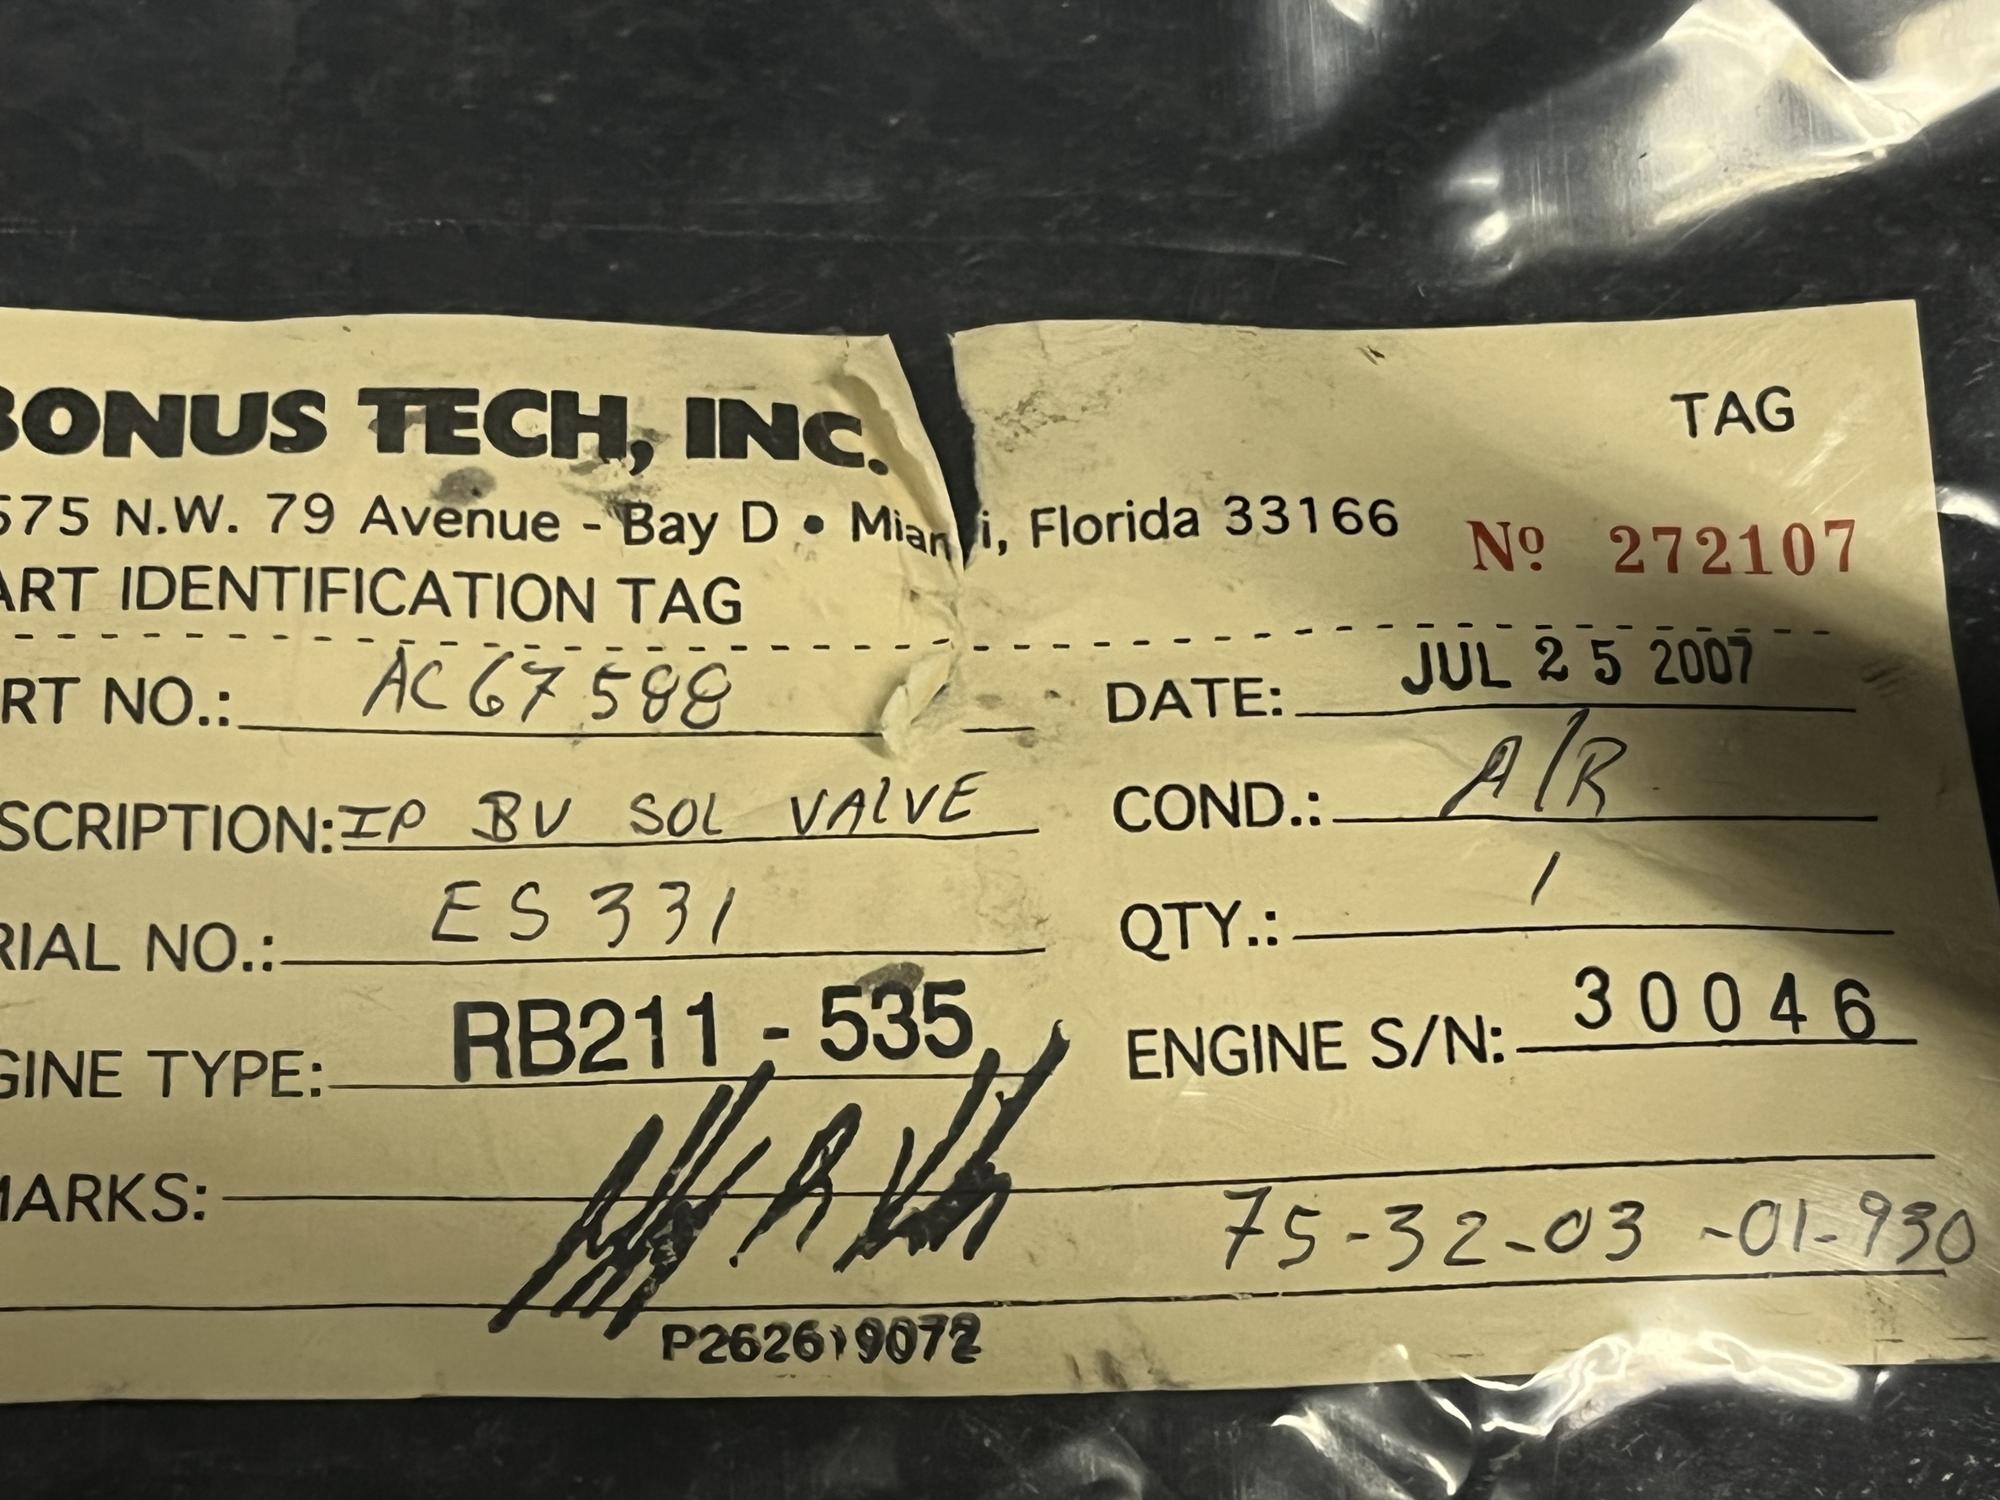 BONUS TECH, INC.
TAG
575 N.W. 79 Avenue - Bay D • Miami, Florida 33166
Nº 272107
ART IDENTIFICATION TAG
RT NO.: AC67588
DATE: JUL 25 2007
SCRIPTION: IP BV SOL VALVE
COND.: A/R
RIAL NO.: ES331
QTY.: 1
GINE TYPE: RB211-535
ENGINE S/N: 30046
MARKS:
75-32-03-01-930